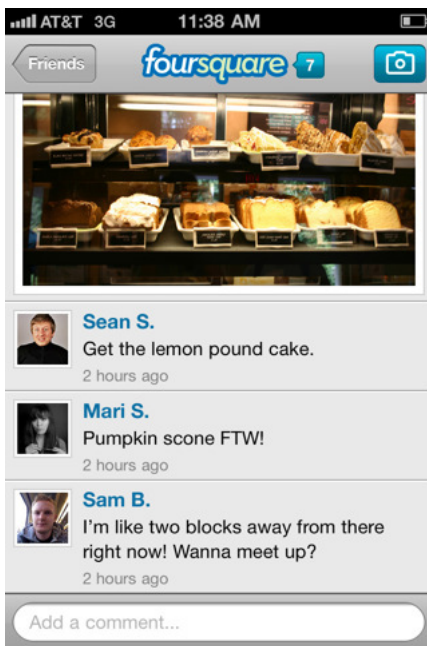 AT&T 3G 11:38 AM
Friends foursquare 7
Sean S.
Get the lemon pound cake.
2 hours ago
Mari S.
Pumpkin scone FTW!
2 hours ago
Sam B.
I'm like two blocks away from there
right now! Wanna meet up?
2 hours ago
Add a comment...